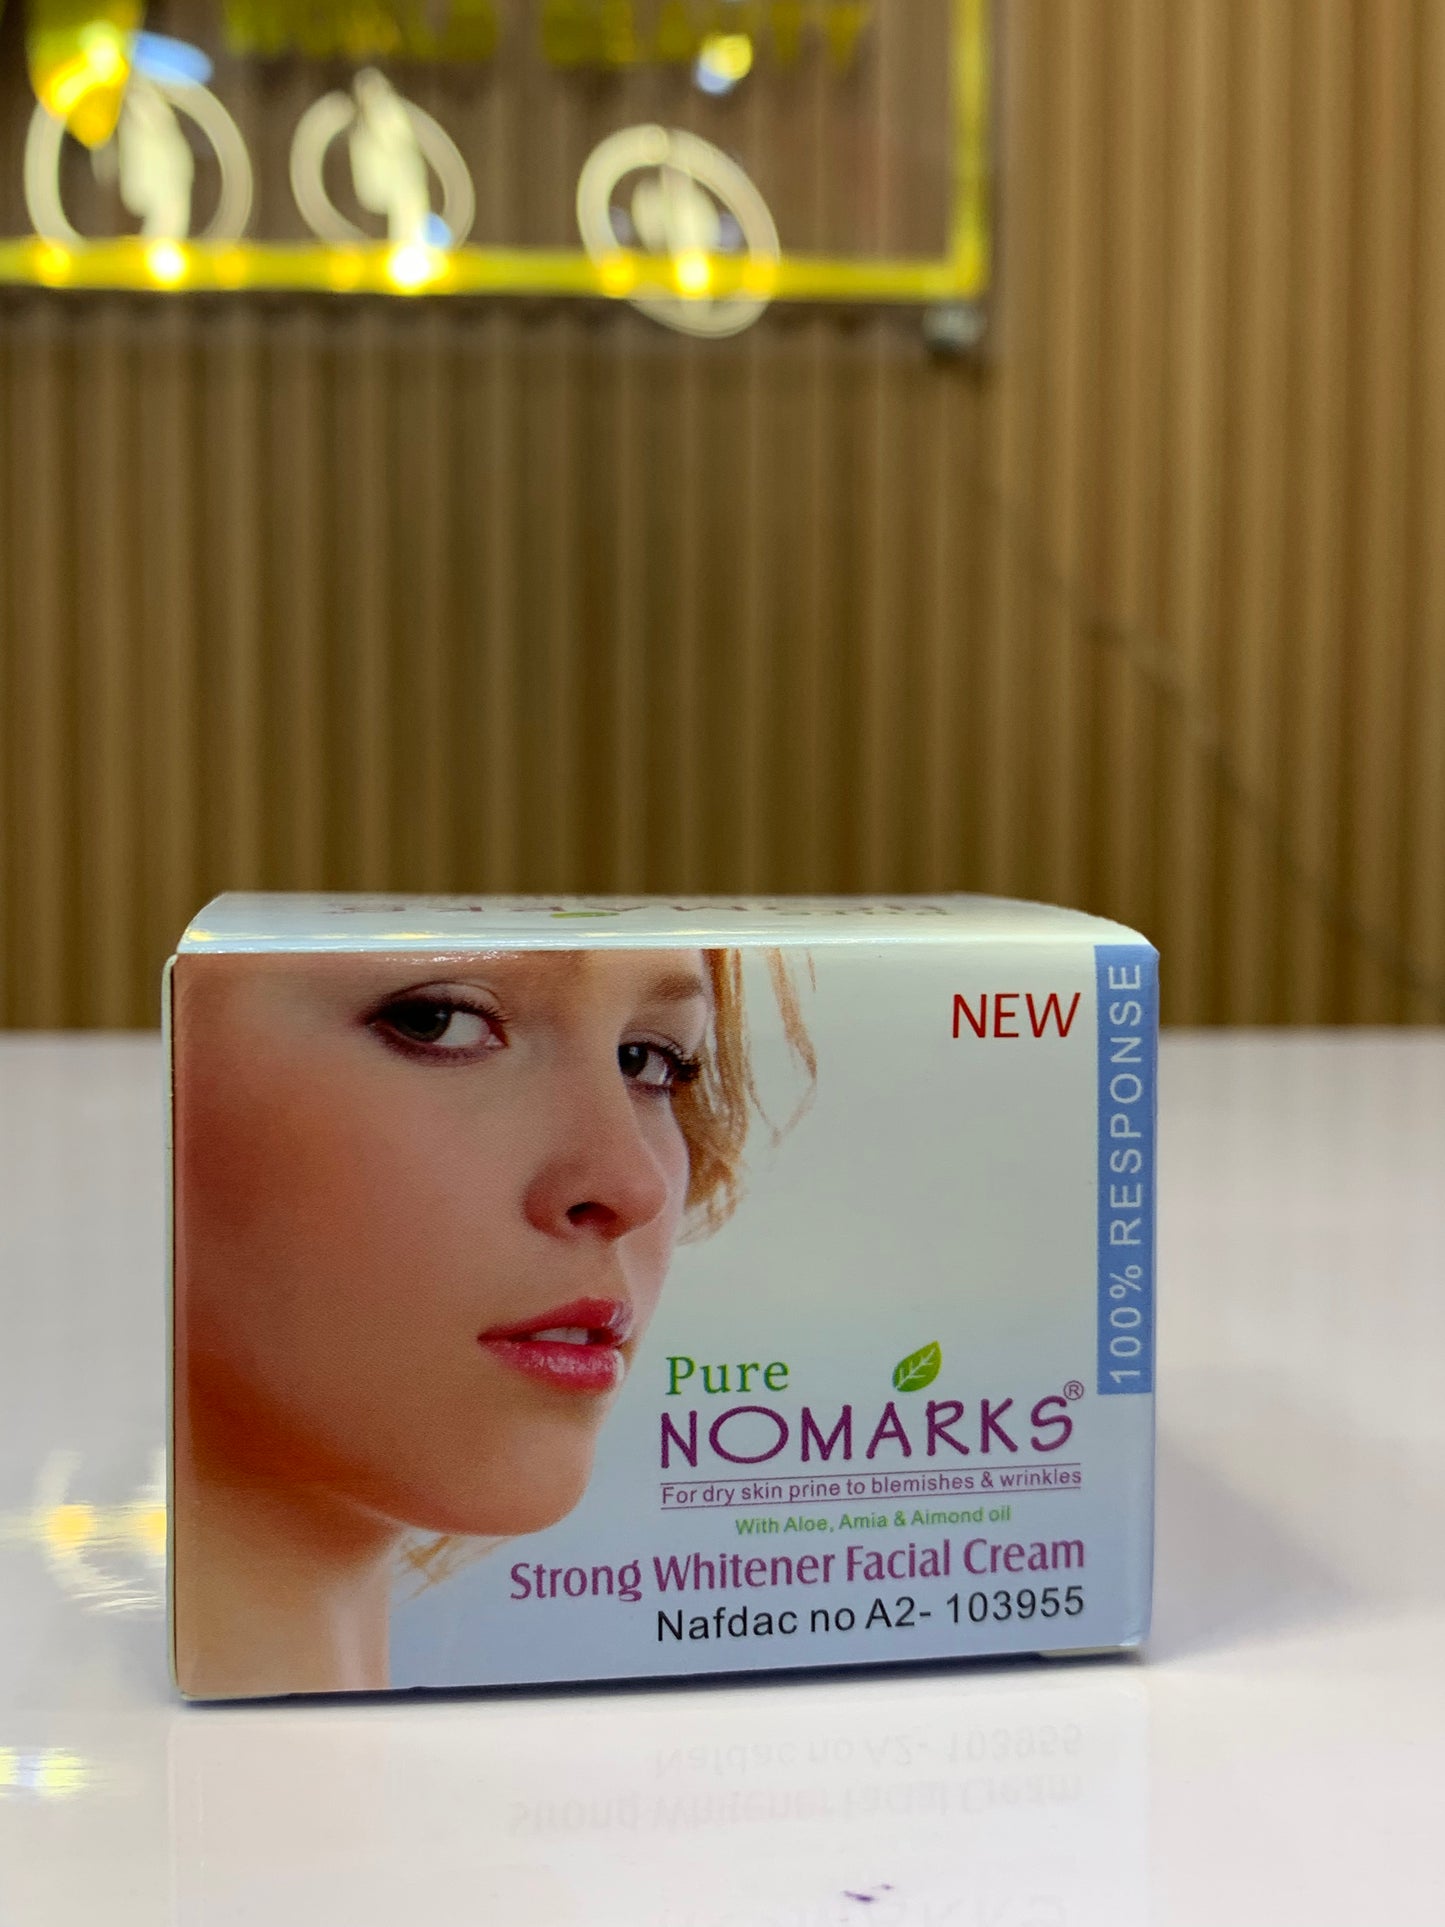 NEW
100% RESPONSE
Pure
NOMARKS®
For dry skin prine to blemishes & wrinkles
With Aloe, Amia & Aimond oil
Strong Whitener Facial Cream
Nafdac no A2- 103955